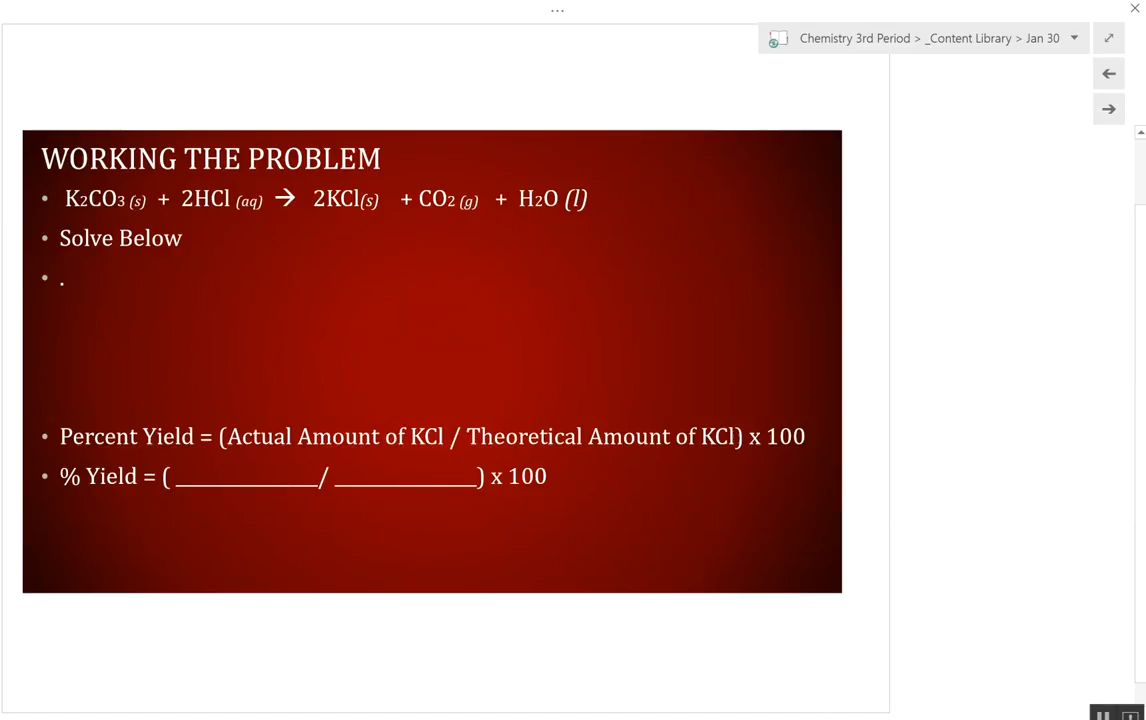 ...
Chemistry 3rd Period > _Content Library > Jan 30
WORKING THE PROBLEM
• K2CO3 (s) + 2HCl (aq) → 2KCl(s) + CO2 (g) + H2O (l)
• Solve Below
• .
• Percent Yield = (Actual Amount of KCl / Theoretical Amount of KCl) x 100
• % Yield = ( _____________/ _____________) x 100